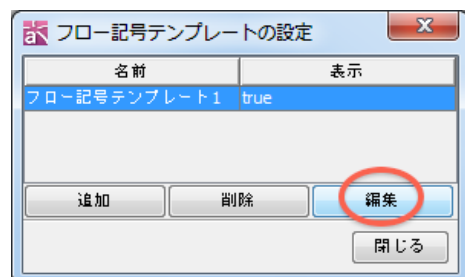 フロー記号テンプレートの設定
名前 表示
フロー記号テンプレート1 true
追加 削除 編集
閉じる